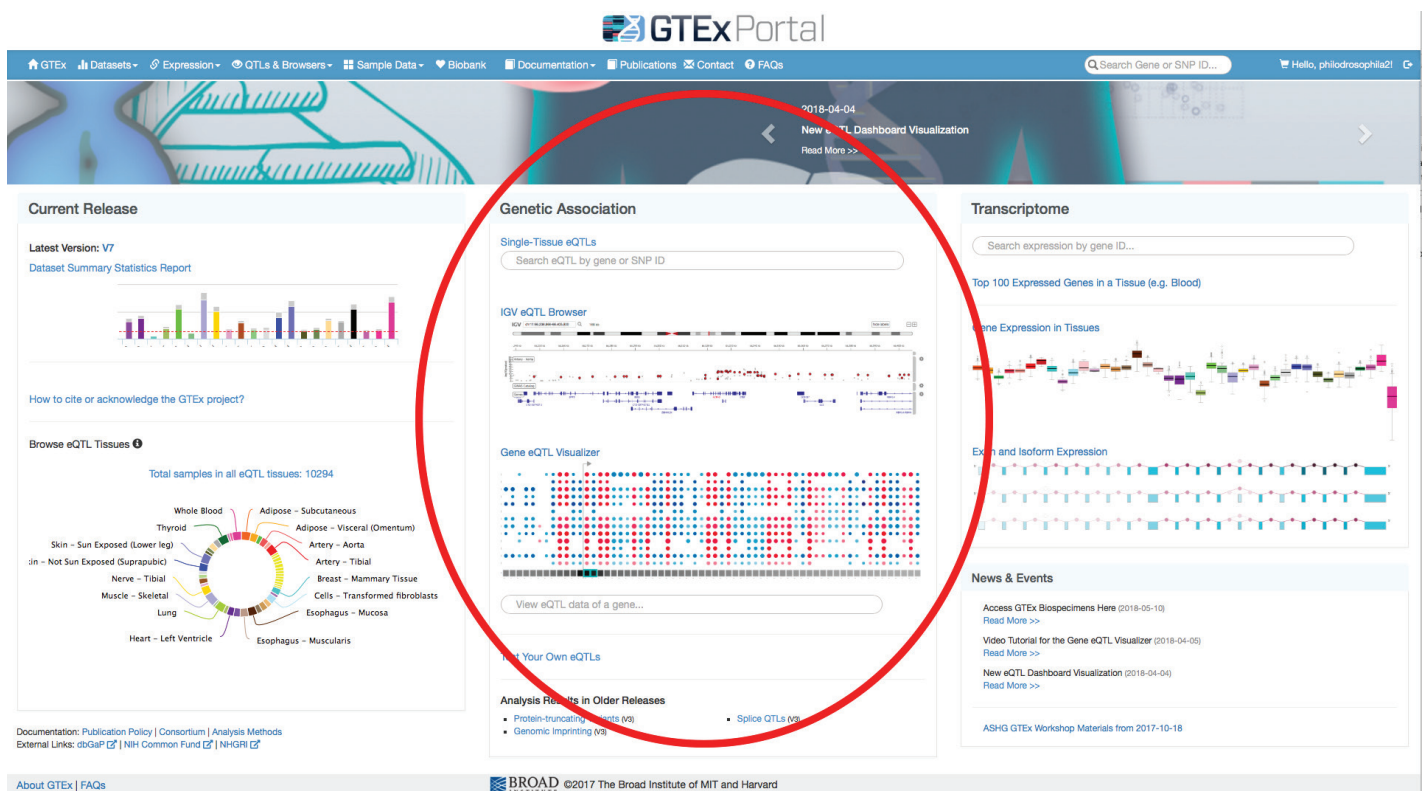 GTEx Portal
GTEx Datasets Expression QTLs & Browsers Sample Data Biobank Documentation Publications Contact FAQs Search Gene or SNP ID... Hello, philodrosophila2!
2018-04-04
New eQTL Dashboard Visualization
Read More >>
Current Release
Latest Version: V7
Dataset Summary Statistics Report
How to cite or acknowledge the GTEx project?
Browse eQTL Tissues
Total samples in all eQTL tissues: 10294
Whole Blood
Adipose – Subcutaneous
Thyroid
Adipose – Visceral (Omentum)
Skin – Sun Exposed (Lower leg)
Artery – Aorta
:in – Not Sun Exposed (Suprapubic)
Artery – Tibial
Nerve – Tibial
Breast – Mammary Tissue
Muscle – Skeletal
Cells – Transformed fibroblasts
Lung
Esophagus – Mucosa
Heart – Left Ventricle
Esophagus – Muscularis
Genetic Association
Single-Tissue eQTLs
Search eQTL by gene or SNP ID
IGV eQTL Browser
IGV
Gene eQTL Visualizer
View eQTL data of a gene...
Your Own eQTLs
Analysis Results in Older Releases
Protein-truncating Variants (V3)
Splice QTLs (V3)
Genomic Imprinting (V3)
Transcriptome
Search expression by gene ID...
Top 100 Expressed Genes in a Tissue (e.g. Blood)
Gene Expression in Tissues
Exon and Isoform Expression
News & Events
Access GTEx Biospecimens Here (2018-05-10)
Read More >>
Video Tutorial for the Gene eQTL Visualizer (2018-04-05)
Read More >>
New eQTL Dashboard Visualization (2018-04-04)
Read More >>
ASHG GTEx Workshop Materials from 2017-10-18
Documentation: Publication Policy | Consortium | Analysis Methods
External Links: dbGaP | NIH Common Fund | NHGRI
About GTEx | FAQs
BROAD ©2017 The Broad Institute of MIT and Harvard